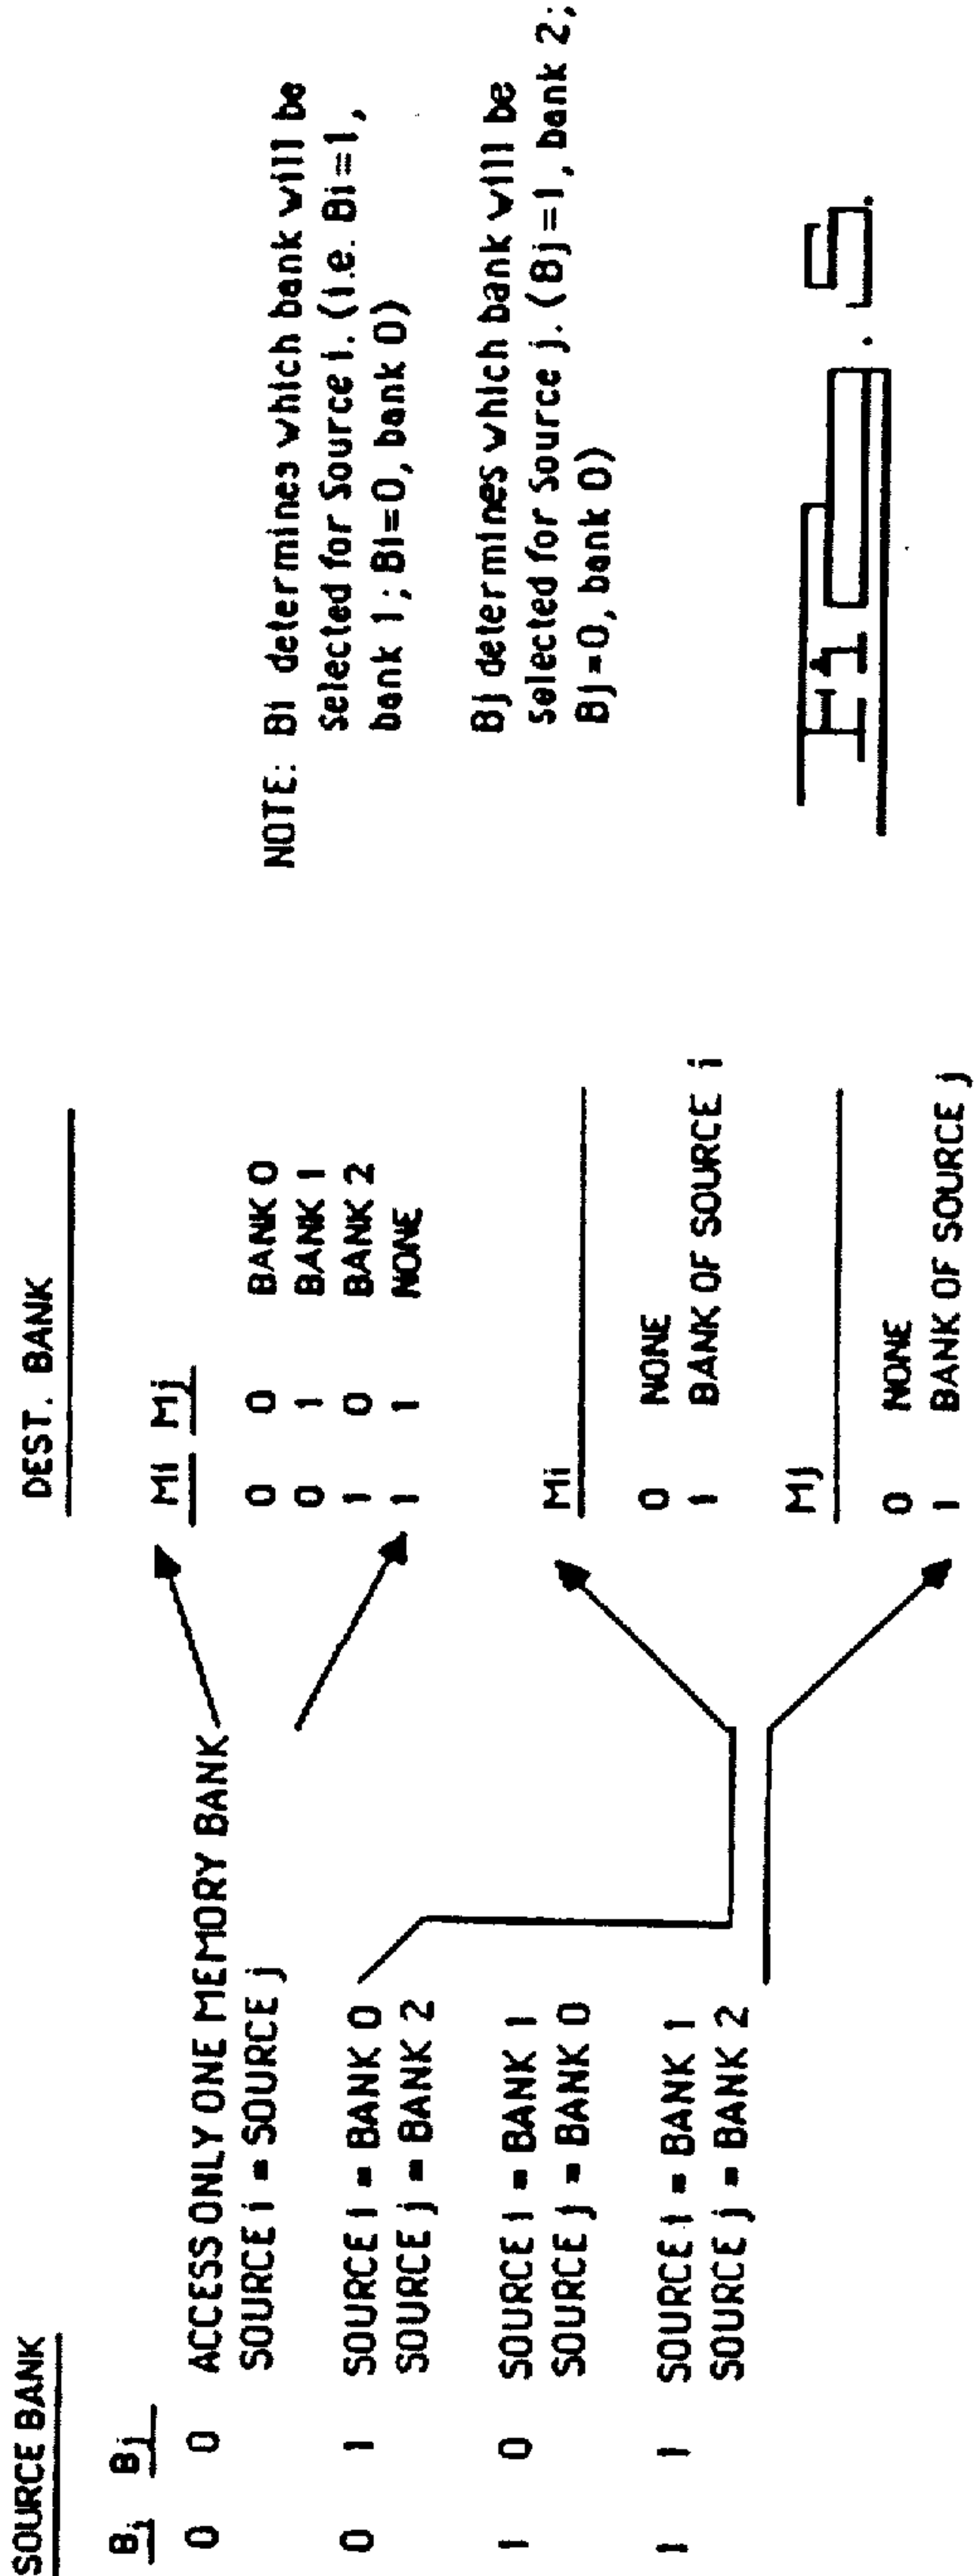 SOURCE BANK
Bi Bj
0 0 ACCESS ONLY ONE MEMORY BANK
SOURCE i = SOURCE j
0 1 SOURCE i = BANK 0
SOURCE j = BANK 2
1 0 SOURCE i = BANK 1
SOURCE j = BANK 0
1 1 SOURCE i = BANK 1
SOURCE j = BANK 2
DEST. BANK
Mi Mj
0 0 BANK 0
0 1 BANK 1
1 0 BANK 2
1 1 NONE
Mi
0 NONE
1 BANK OF SOURCE i
Mj
0 NONE
1 BANK OF SOURCE j
NOTE: Bi determines which bank will be
Selected for Source i. (i.e. Bi=1,
bank 1; Bi=0, bank 0)
Bj determines which bank will be
Selected for Source j. (Bj=1, bank 2;
Bj=0, bank 0)